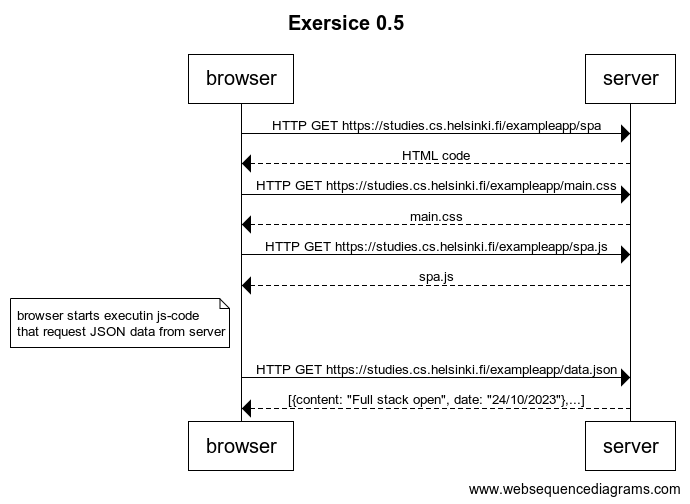 Exersice 0.5
browser
server
HTTP GET https://studies.cs.helsinki.fi/exampleapp/spa
HTML code
HTTP GET https://studies.cs.helsinki.fi/exampleapp/main.css
main.css
HTTP GET https://studies.cs.helsinki.fi/exampleapp/spa.js
spa.js
browser starts executin js-code
that request JSON data from server
HTTP GET https://studies.cs.helsinki.fi/exampleapp/data.json
[{content: "Full stack open", date: "24/10/2023"},...]
browser
server
www.websequencediagrams.com